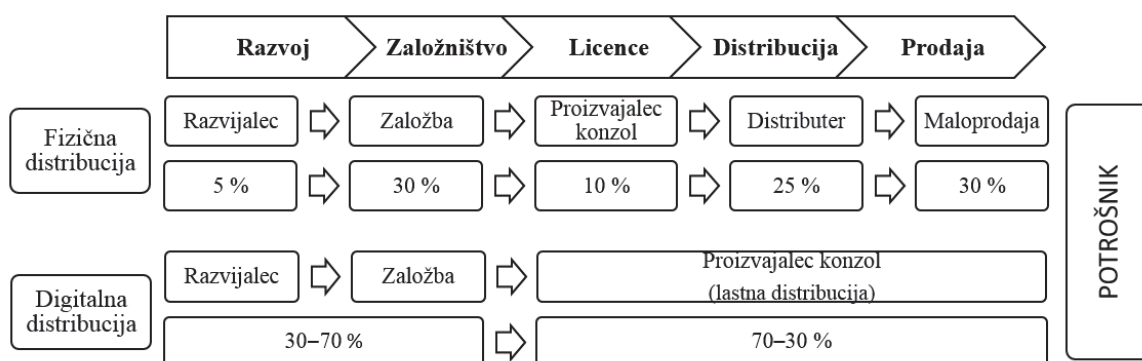 Razvoj Založništvo Licence Distribucija Prodaja
Fizična
distribucija
Razvijalec Založba Proizvajalec
konzol Distributer Maloprodaja
5 % 30 % 10 % 25 % 30 %
Digitalna
distribucija
Razvijalec Založba Proizvajalec konzol
(lastna distribucija)
30–70 % 70–30 %
POTROŠNIK